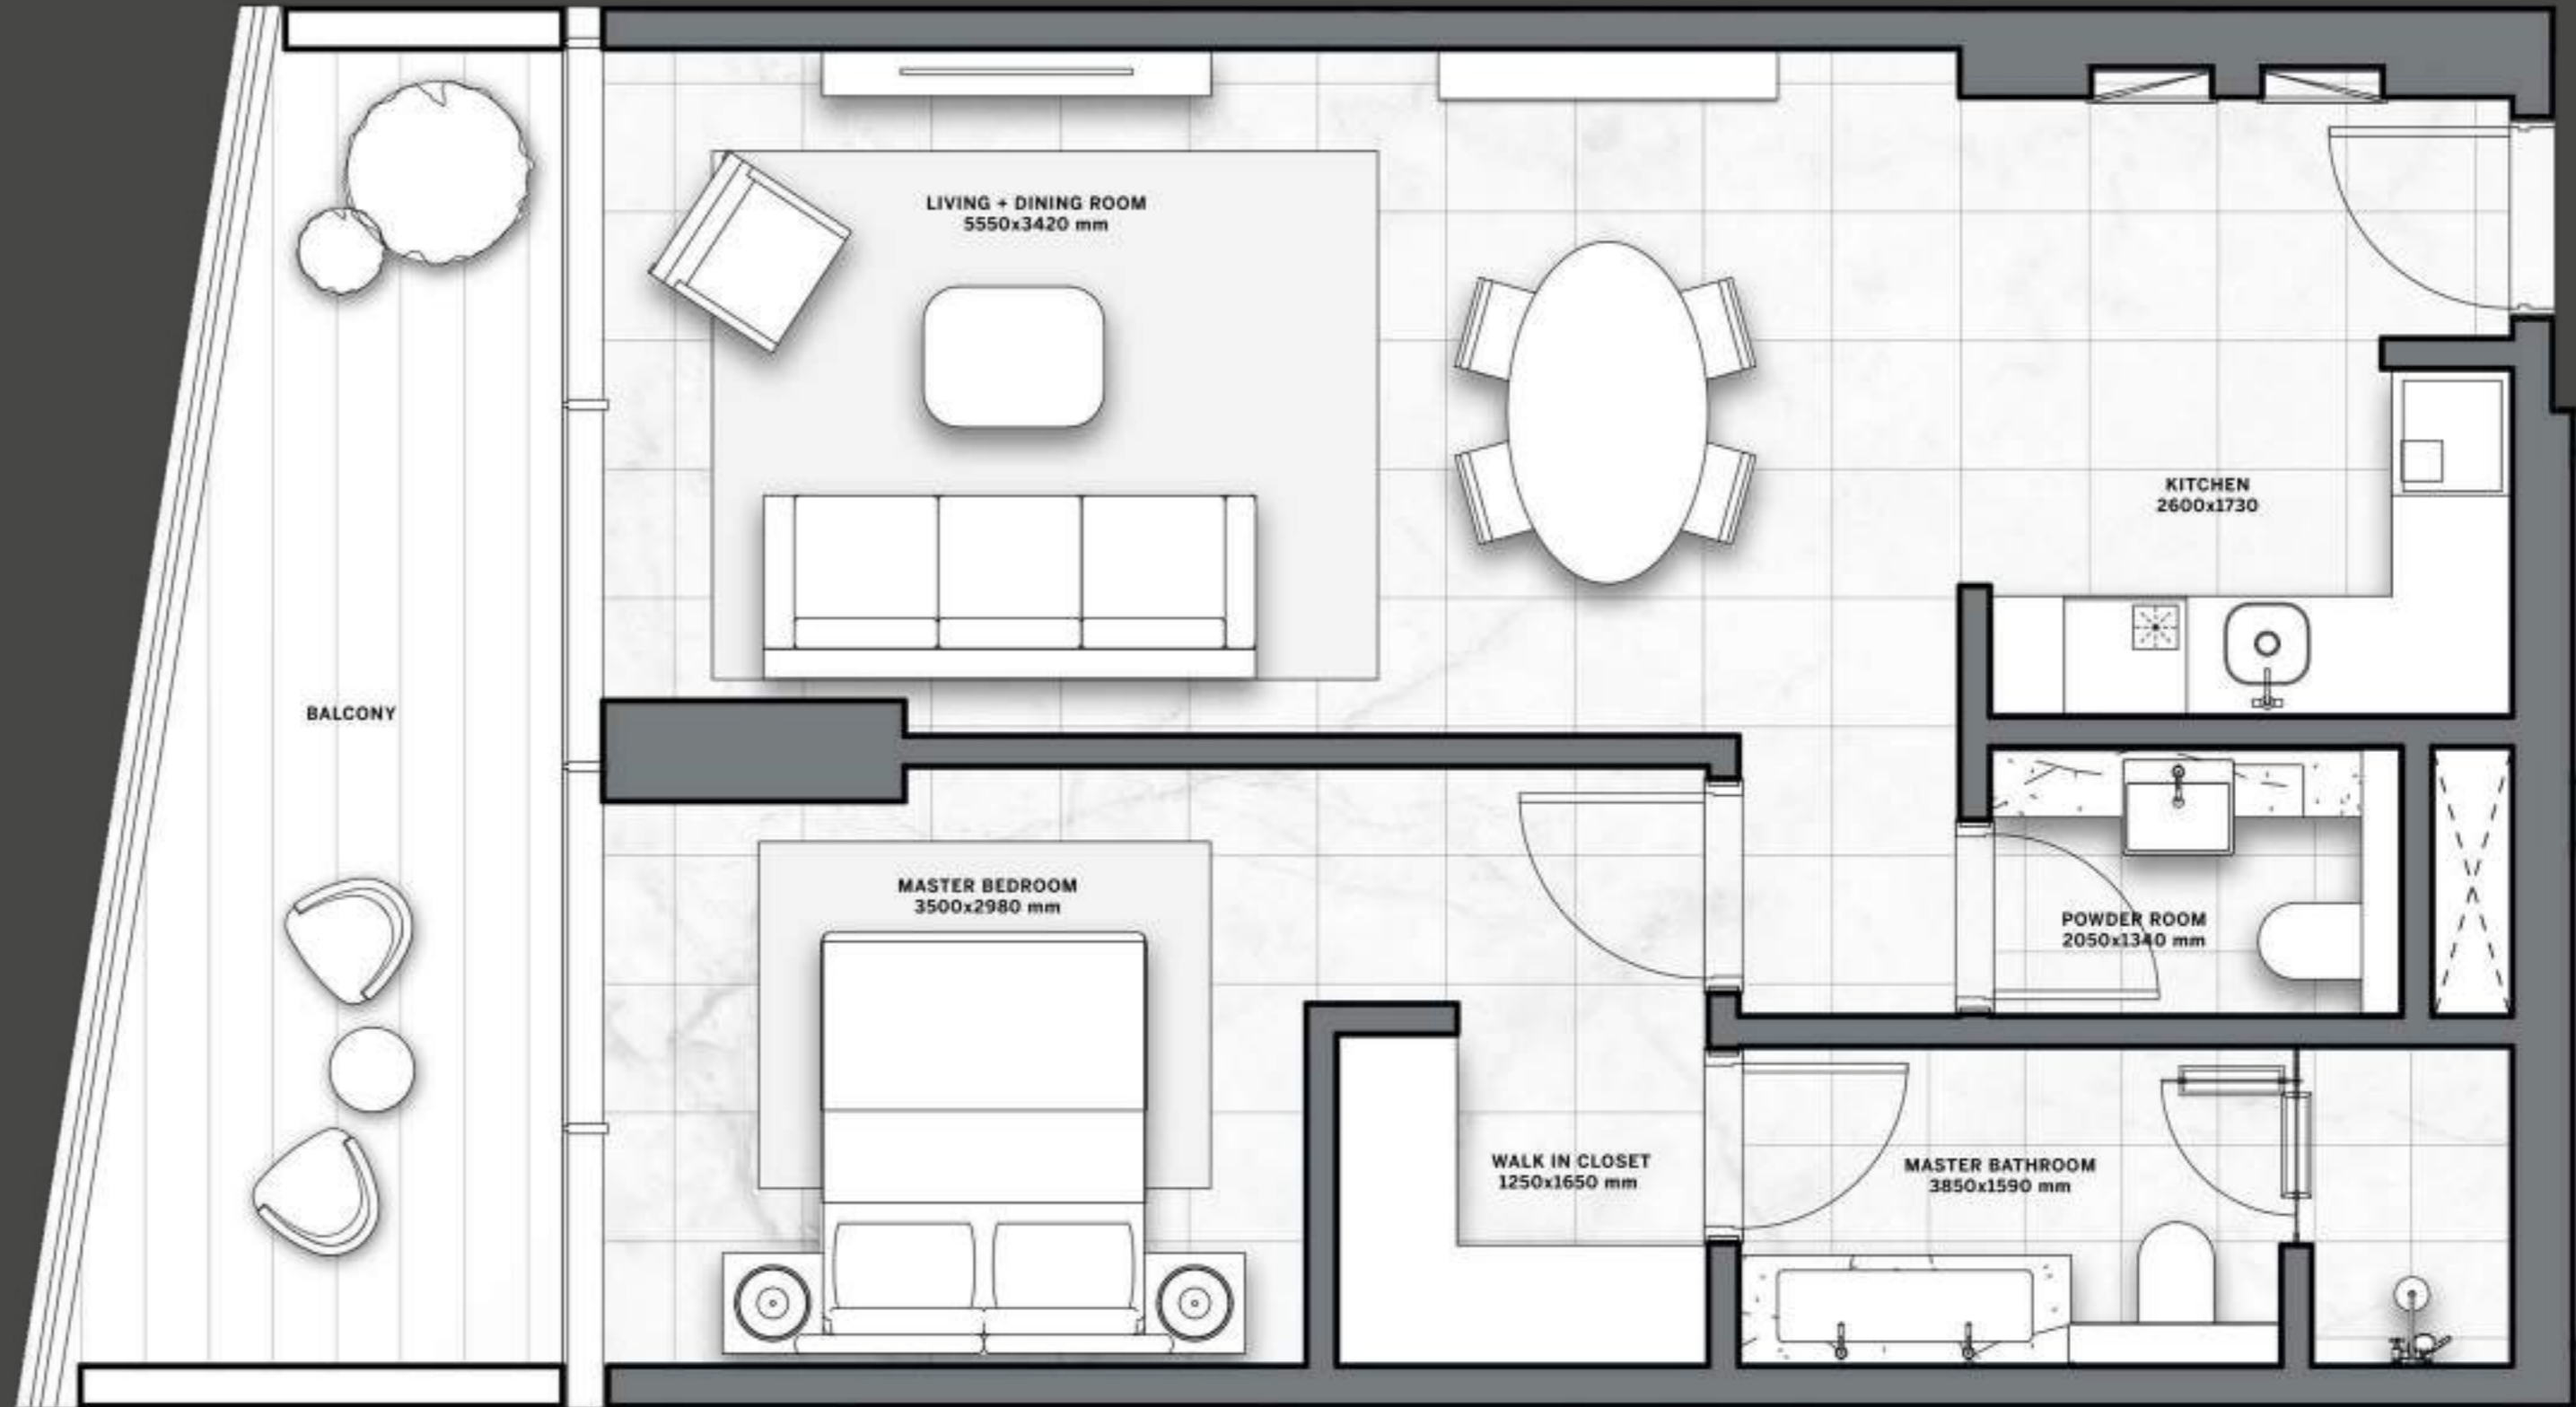 LIVING + DINING ROOM
5550x3420 mm
KITCHEN
2600x1730
BALCONY
MASTER BEDROOM
3500x2980 mm
POWDER ROOM
2050x1340 mm
WALK IN CLOSET
1250x1650 mm
MASTER BATHROOM
3850x1590 mm